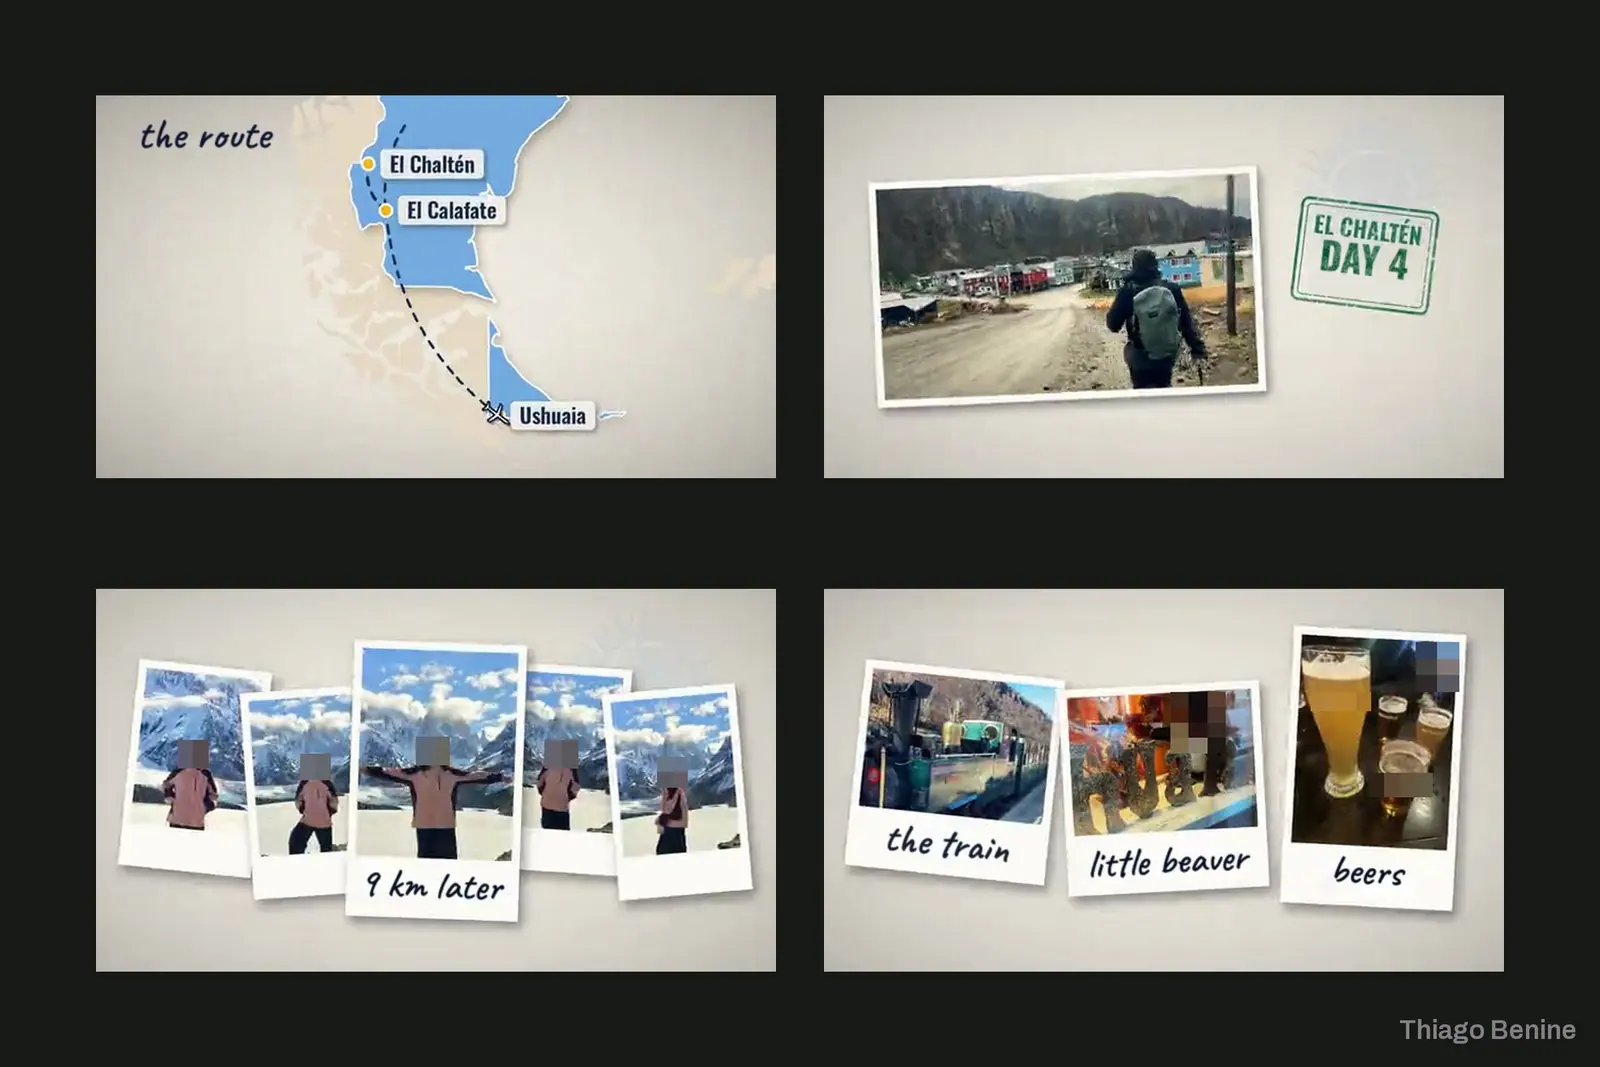 the route
El Chaltén
El Calafate
Ushuaia
EL CHALTÉN
DAY 4
9 km later
the train
little beaver
beers
Thiago Benine